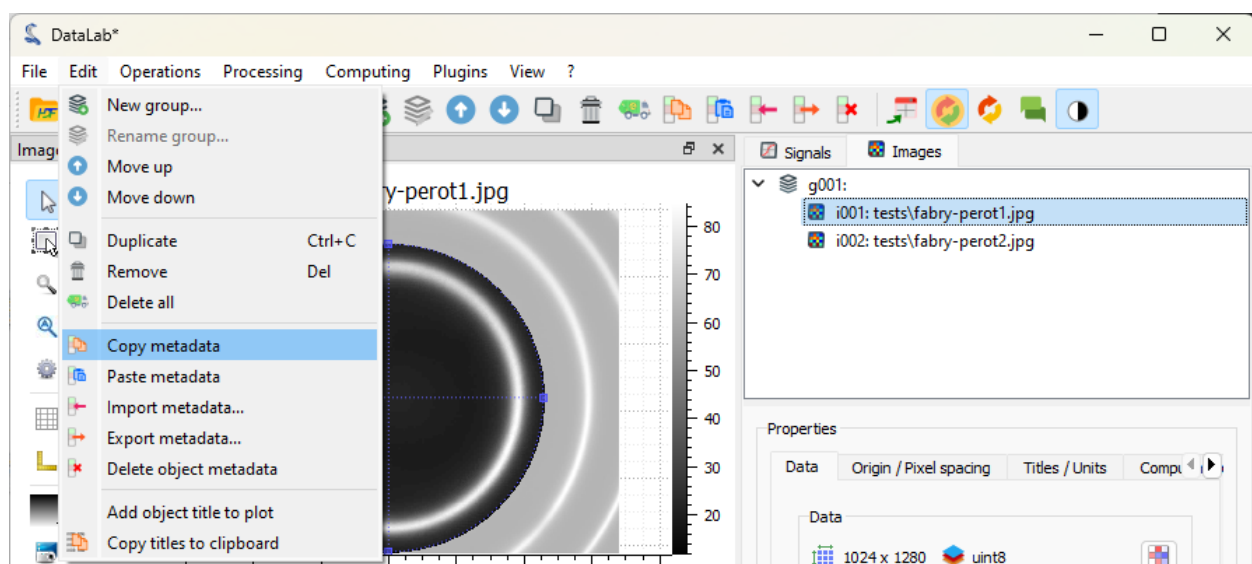 DataLab*
File Edit Operations Processing Computing Plugins View ?
New group...
Rename group...
Move up
Move down
Duplicate Ctrl+C
Remove Del
Delete all
Copy metadata
Paste metadata
Import metadata...
Export metadata...
Delete object metadata
Add object title to plot
Copy titles to clipboard
Imag
y-perot1.jpg
80
70
60
50
40
30
20
Signals Images
g001:
i001: tests\fabry-perot1.jpg
i002: tests\fabry-perot2.jpg
Properties
Data Origin / Pixel spacing Titles / Units Compu
Data
1024 x 1280 uint8